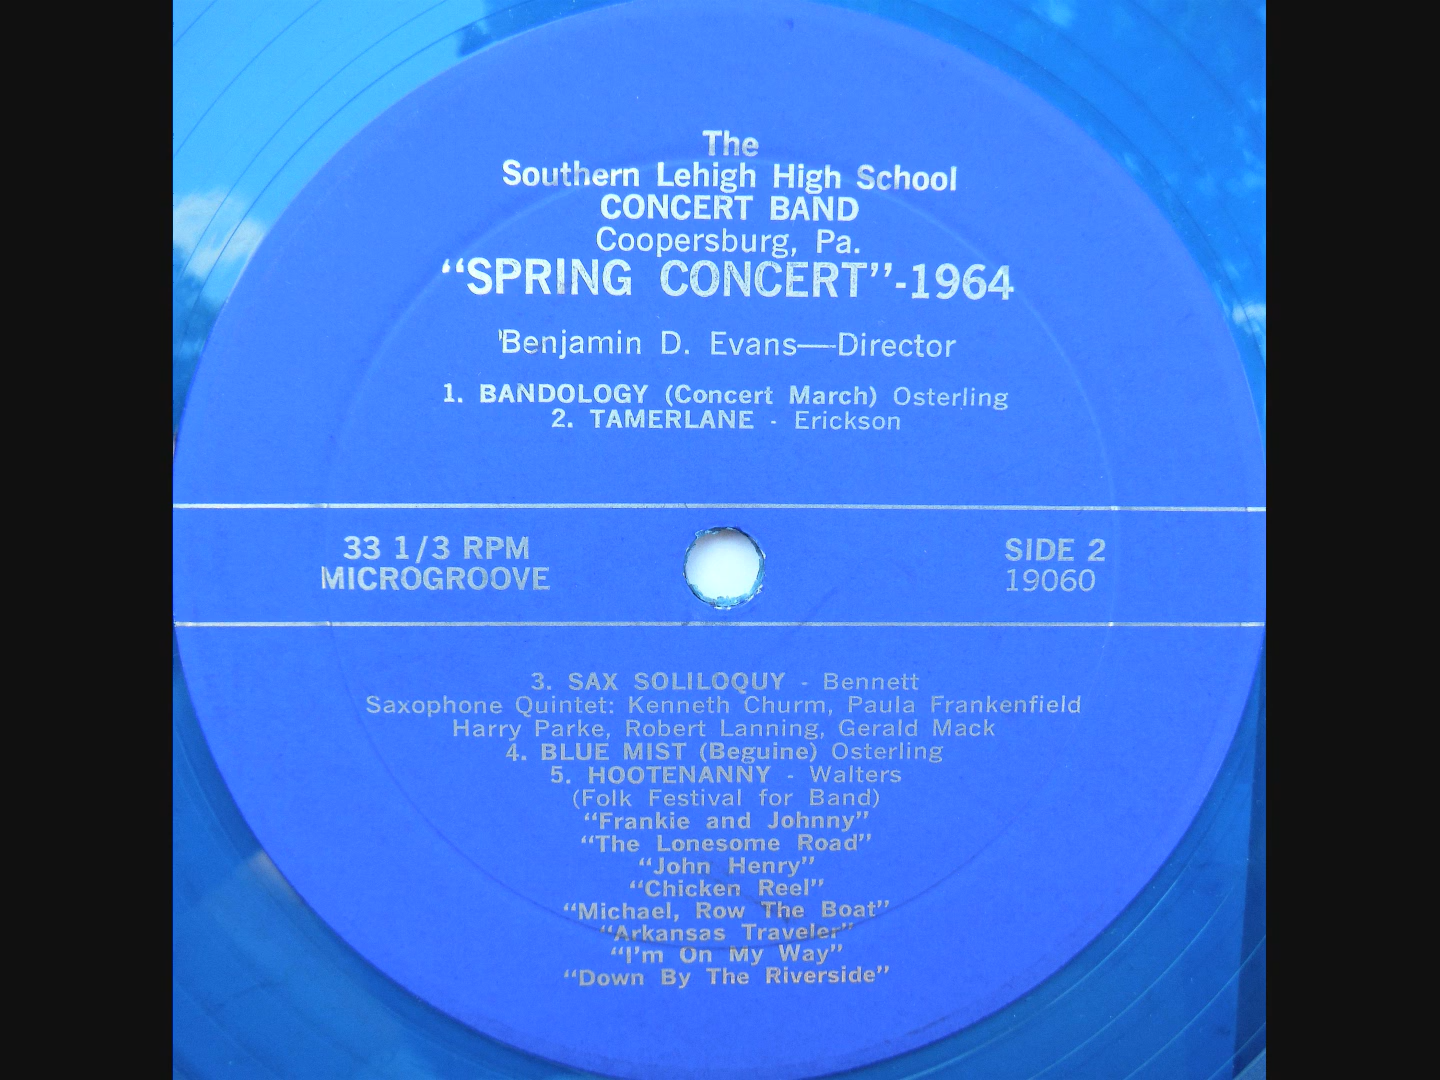 The
Southern Lehigh High School
CONCERT BAND
Coopersburg, Pa.
“SPRING CONCERT”-1964
Benjamin D. Evans—Director
1. BANDOLOGY (Concert March) Osterling
2. TAMERLANE - Erickson
33 1/3 RPM
MICROGROOVE
SIDE 2
19060
3. SAX SOLILOQUY - Bennett
Saxophone Quintet: Kenneth Churm, Paula Frankenfield
Harry Parke, Robert Lanning, Gerald Mack
4. BLUE MIST (Beguine) Osterling
5. HOOTENANNY - Walters
(Folk Festival for Band)
“Frankie and Johnny”
“The Lonesome Road”
“John Henry”
“Chicken Reel”
“Michael, Row The Boat”
“Arkansas Traveler”
“I’m On My Way”
“Down By The Riverside”